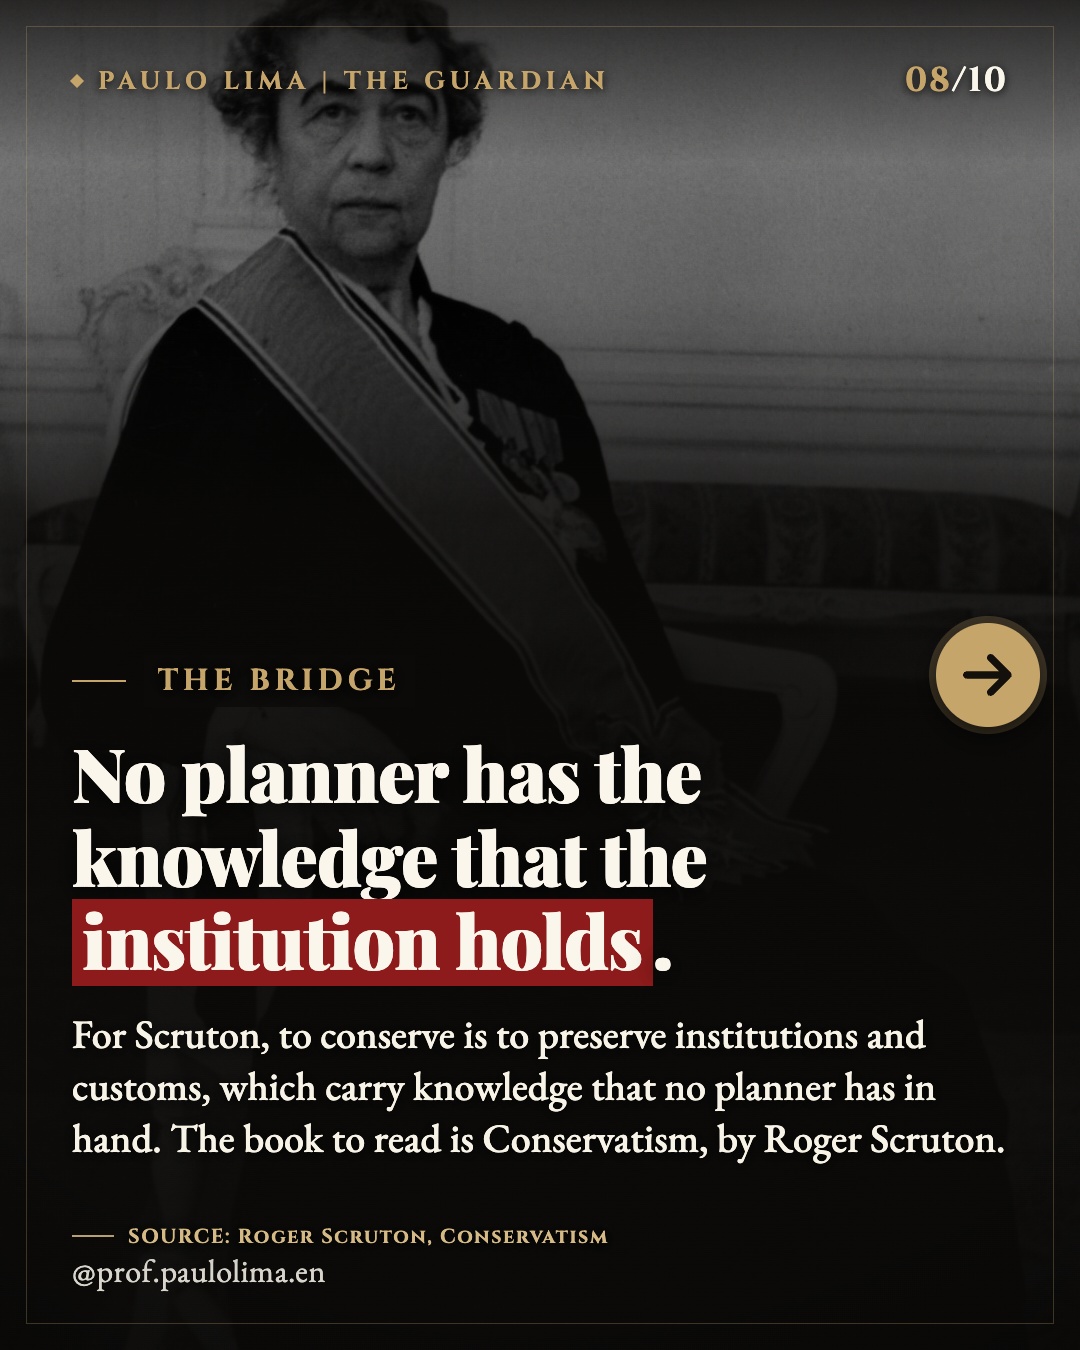 ◆ PAULO LIMA | THE GUARDIAN
08/10
THE BRIDGE
No planner has the
knowledge that the
institution holds.
For Scruton, to conserve is to preserve institutions and
customs, which carry knowledge that no planner has in
hand. The book to read is Conservatism, by Roger Scruton.
SOURCE: Roger Scruton, Conservatism
@prof.paulolima.en